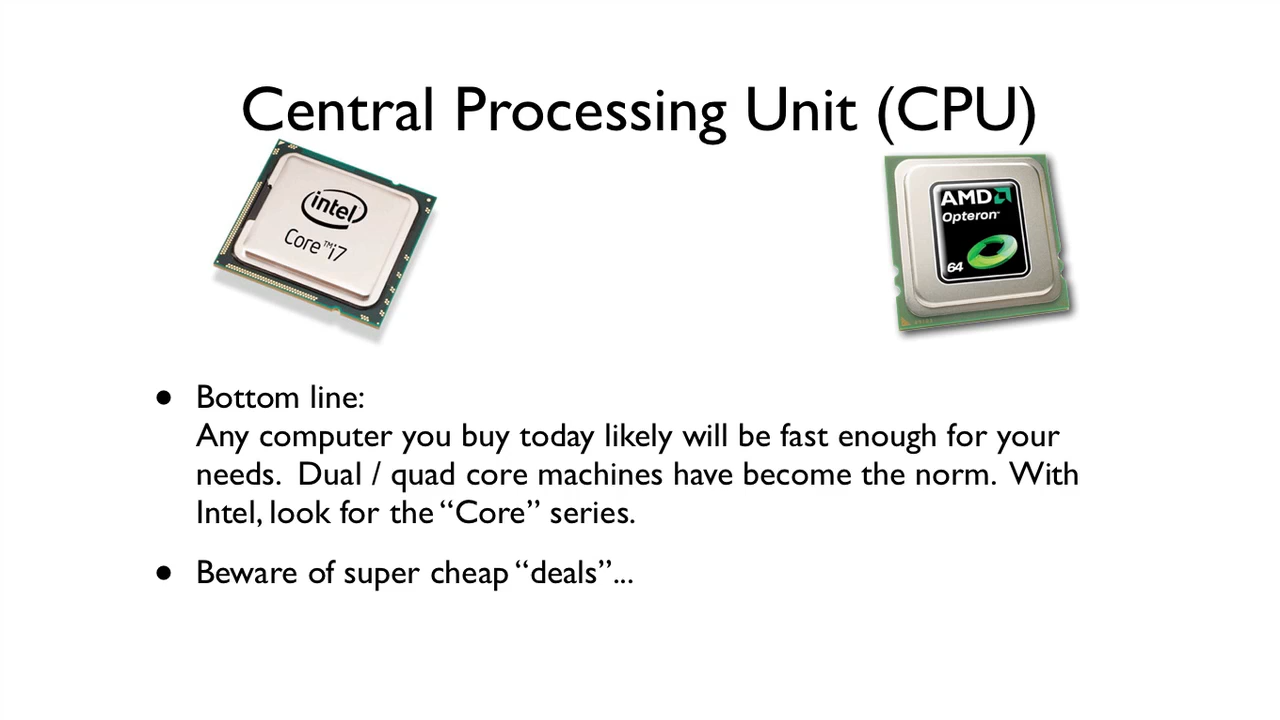 Central Processing Unit (CPU)
intel
Core™ i7
AMD
Opteron™
64
• Bottom line:
Any computer you buy today likely will be fast enough for your
needs. Dual / quad core machines have become the norm. With
Intel, look for the “Core” series.
• Beware of super cheap “deals”...